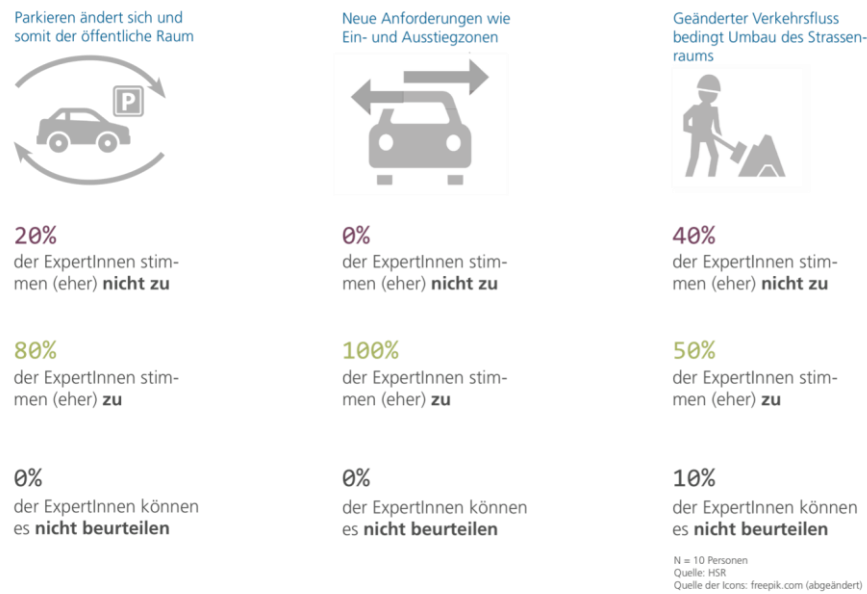 Parkieren ändert sich und
somit der öffentliche Raum
P
20%
der ExpertInnen stim-
men (eher) nicht zu
80%
der ExpertInnen stim-
men (eher) zu
0%
der ExpertInnen können
es nicht beurteilen
Neue Anforderungen wie
Ein- und Ausstiegzonen
0%
der ExpertInnen stim-
men (eher) nicht zu
100%
der ExpertInnen stim-
men (eher) zu
0%
der ExpertInnen können
es nicht beurteilen
Geänderter Verkehrsfluss
bedingt Umbau des Strassen-
raums
40%
der ExpertInnen stim-
men (eher) nicht zu
50%
der ExpertInnen stim-
men (eher) zu
10%
der ExpertInnen können
es nicht beurteilen
N = 10 Personen
Quelle: HSR
Quelle der Icons: freepik.com (abgeändert)